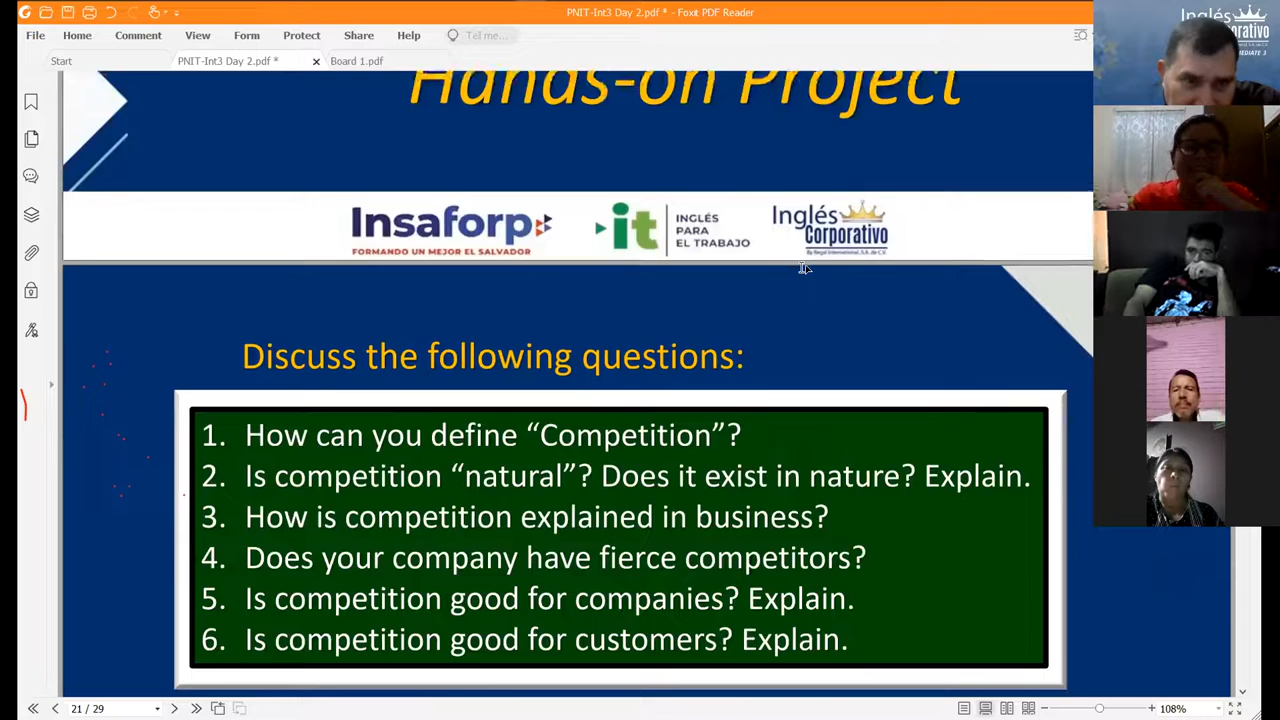 PNIT-Int3 Day 2.pdf * - Foxit PDF Reader
File Home Comment View Form Protect Share Help Tell me...
Start PNIT-Int3 Day 2.pdf * Board 1.pdf
Hands-on Project
Insaforp
FORMANDO UN MEJOR EL SALVADOR
it
INGLÉS
PARA
EL TRABAJO
Inglés
Corporativo
By Regal International, S.A. de C.V.
Discuss the following questions:
1. How can you define “Competition”?
2. Is competition “natural”? Does it exist in nature? Explain.
3. How is competition explained in business?
4. Does your company have fierce competitors?
5. Is competition good for companies? Explain.
6. Is competition good for customers? Explain.
21 / 29
108%
Inglés
Corporativo